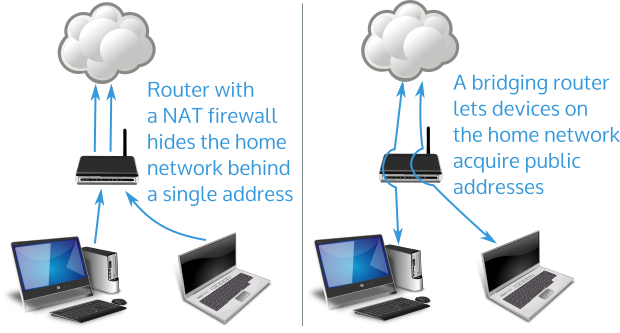 Router with
a NAT firewall
hides the home
network behind
a single address
A bridging router
lets devices on
the home network
acquire public
addresses